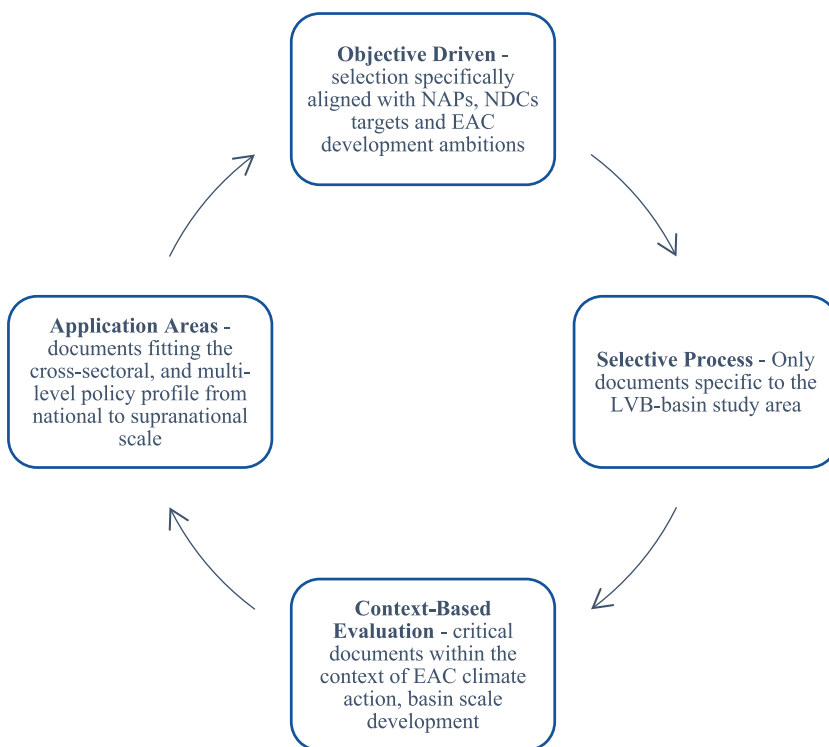 Objective Driven -
selection specifically
aligned with NAPs, NDCs
targets and EAC
development ambitions
Application Areas -
documents fitting the
cross-sectoral, and multi-
level policy profile from
national to supranational
scale
Selective Process - Only
documents specific to the
LVB-basin study area
Context-Based
Evaluation - critical
documents within the
context of EAC climate
action, basin scale
development